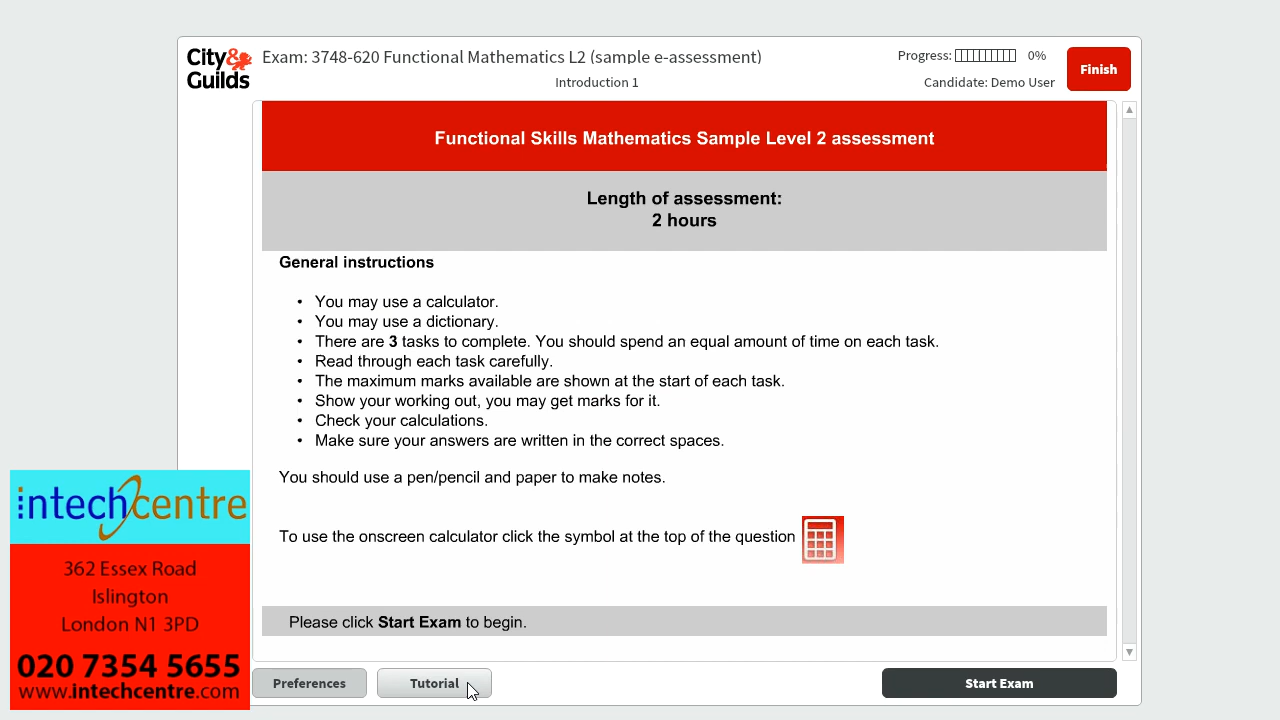 City&
Guilds
Exam: 3748-620 Functional Mathematics L2 (sample e-assessment)
Introduction 1
Progress: 0%
Candidate: Demo User
Finish
Functional Skills Mathematics Sample Level 2 assessment
Length of assessment:
2 hours
General instructions
• You may use a calculator.
• You may use a dictionary.
• There are 3 tasks to complete. You should spend an equal amount of time on each task.
• Read through each task carefully.
• The maximum marks available are shown at the start of each task.
• Show your working out, you may get marks for it.
• Check your calculations.
• Make sure your answers are written in the correct spaces.
You should use a pen/pencil and paper to make notes.
To use the onscreen calculator click the symbol at the top of the question
Please click Start Exam to begin.
Preferences
Tutorial
Start Exam
intechcentre
362 Essex Road
Islington
London N1 3PD
020 7354 5655
www.intechcentre.com